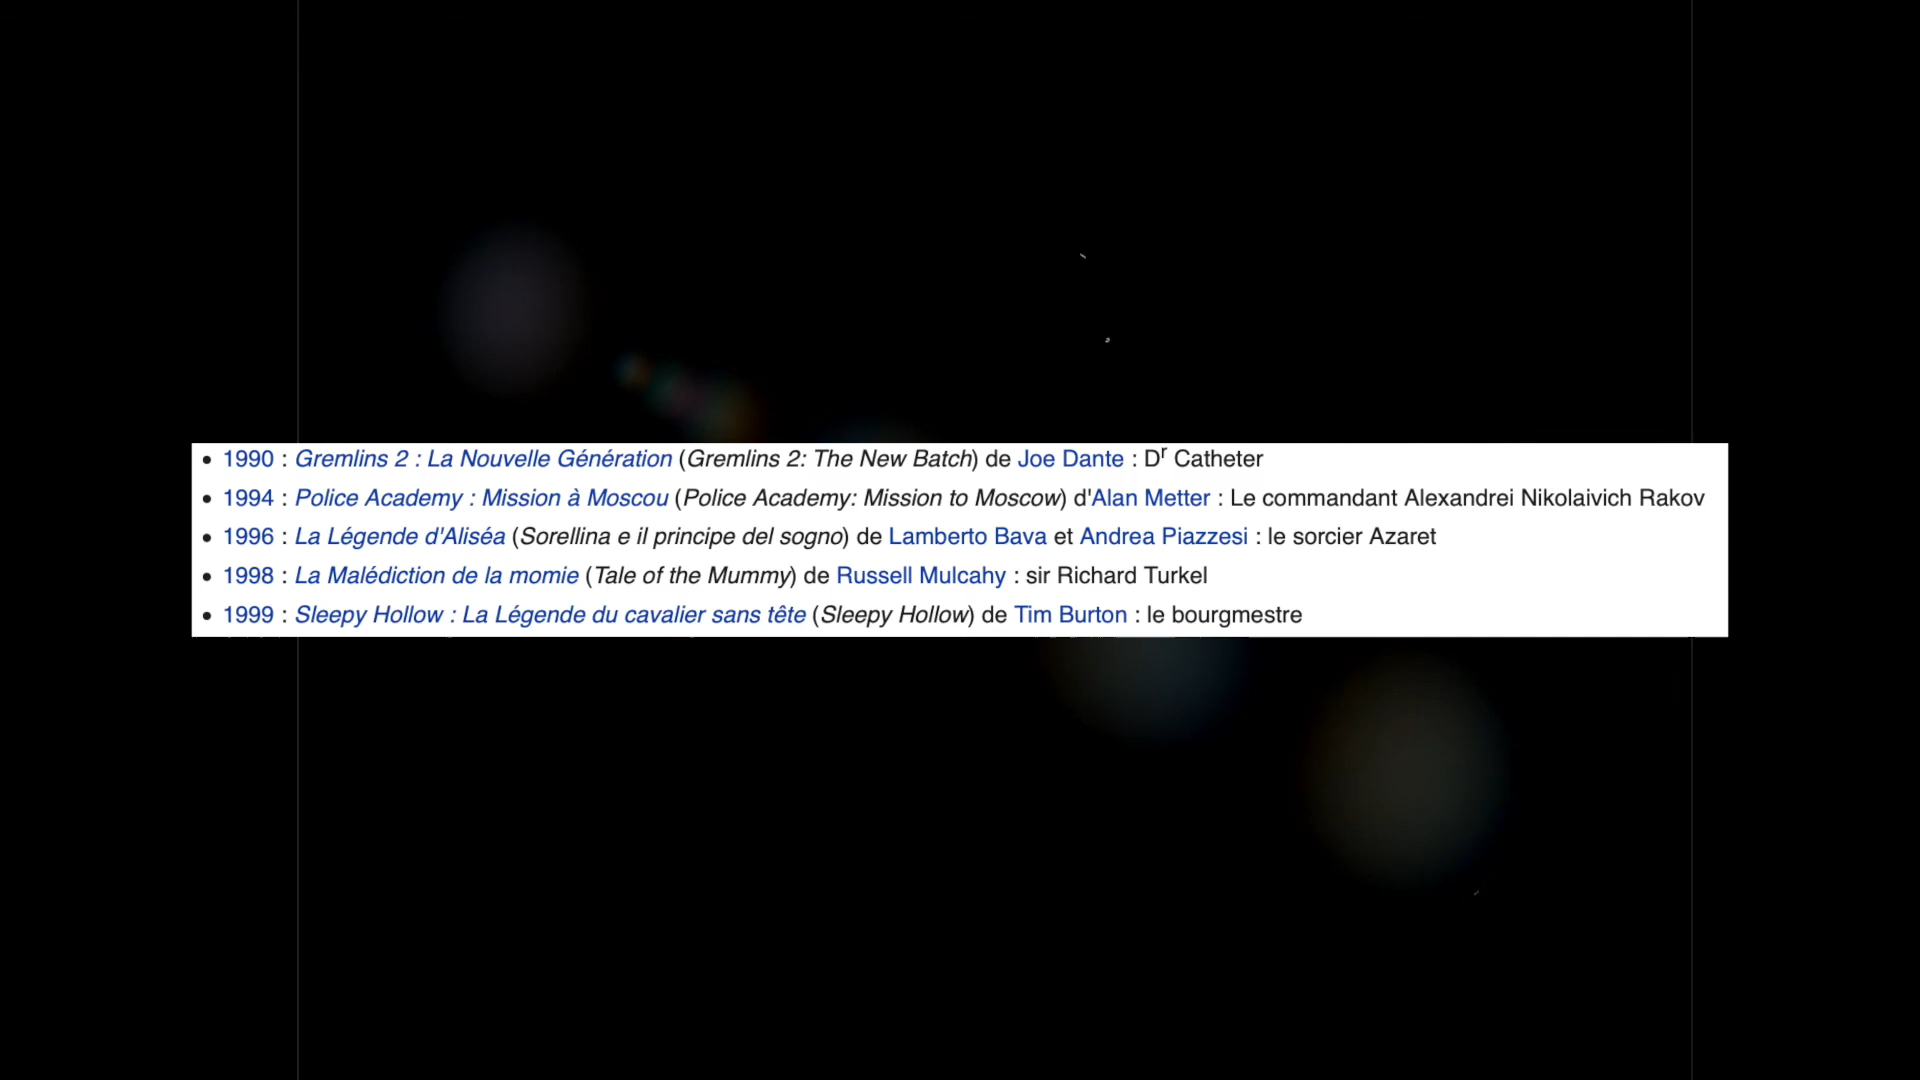 • 1990 : Gremlins 2 : La Nouvelle Génération (Gremlins 2: The New Batch) de Joe Dante : Dr Catheter
• 1994 : Police Academy : Mission à Moscou (Police Academy: Mission to Moscow) d'Alan Metter : Le commandant Alexandrei Nikolaivich Rakov
• 1996 : La Légende d'Aliséa (Sorellina e il principe del sogno) de Lamberto Bava et Andrea Piazzesi : le sorcier Azaret
• 1998 : La Malédiction de la momie (Tale of the Mummy) de Russell Mulcahy : sir Richard Turkel
• 1999 : Sleepy Hollow : La Légende du cavalier sans tête (Sleepy Hollow) de Tim Burton : le bourgmestre